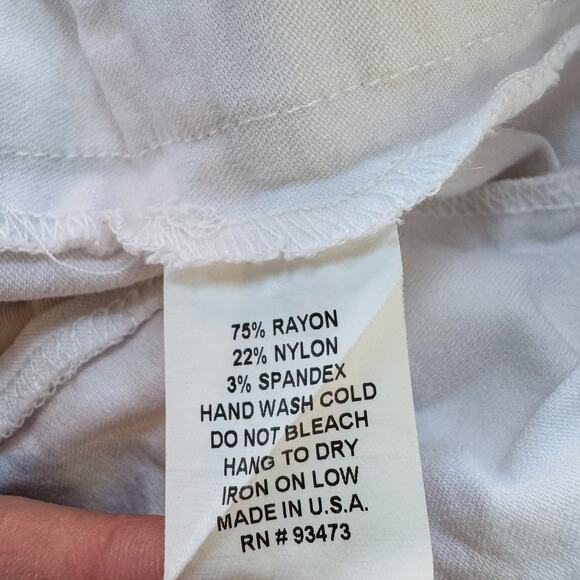 75% RAYON
22% NYLON
3% SPANDEX
HAND WASH COLD
DO NOT BLEACH
HANG TO DRY
IRON ON LOW
MADE IN U.S.A.
RN # 93473